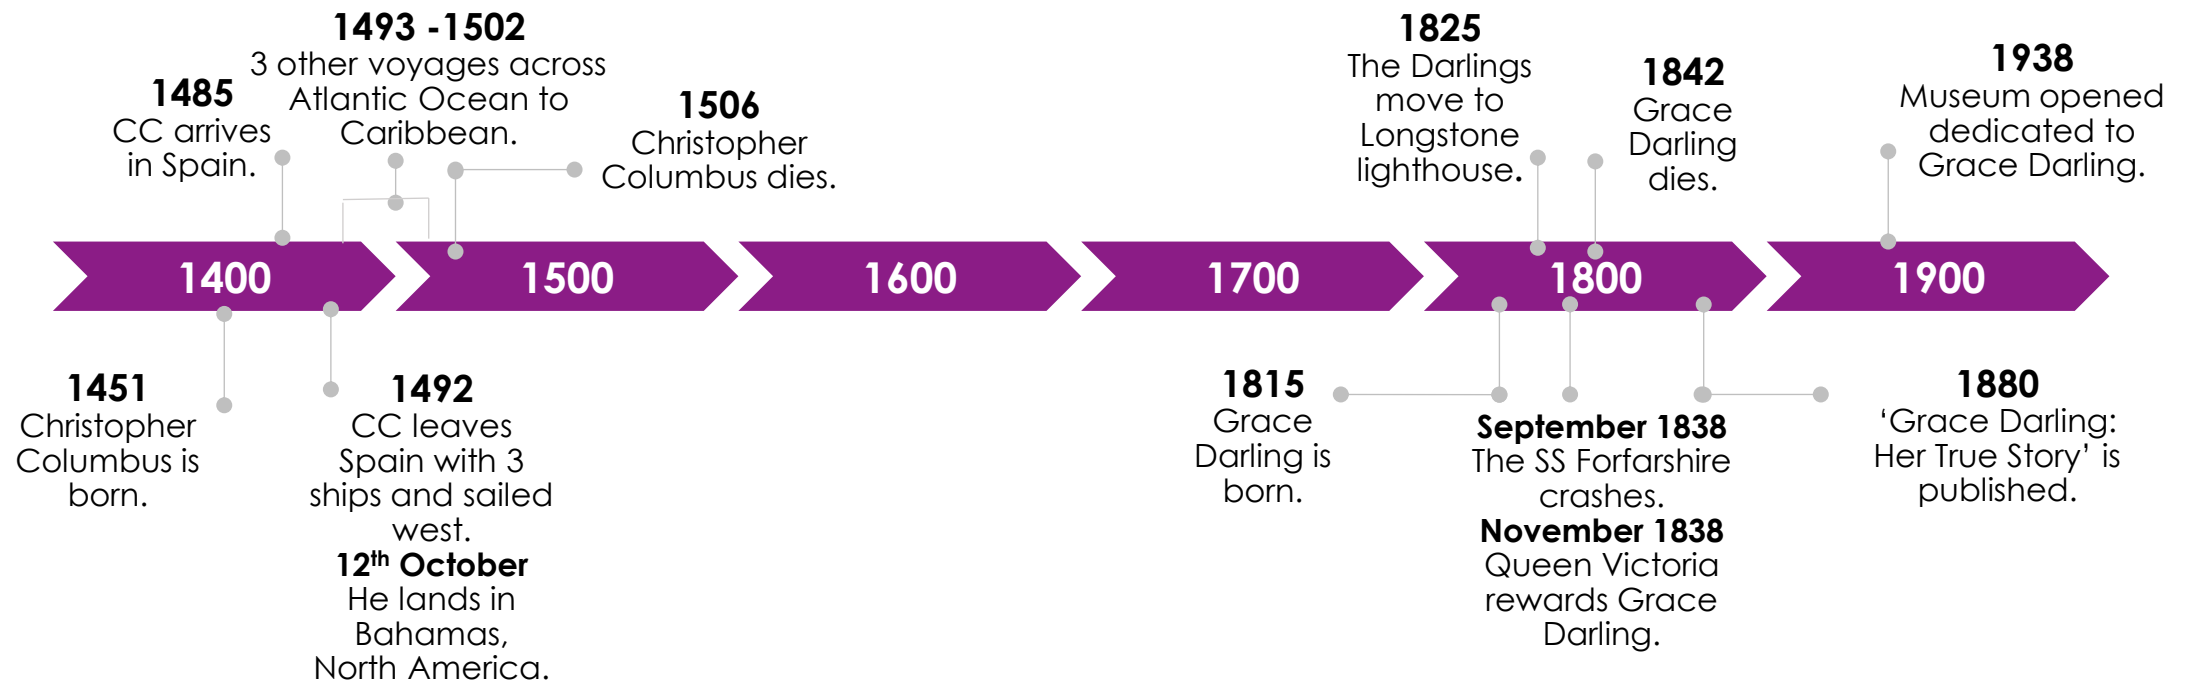 1493 -1502
3 other voyages across
Atlantic Ocean to
Caribbean.
1485
CC arrives
in Spain.
1506
Christopher
Columbus dies.
1825
The Darlings
move to
Longstone
lighthouse.
1842
Grace
Darling
dies.
1938
Museum opened
dedicated to
Grace Darling.
1400
1500
1600
1700
1800
1900
1451
Christopher
Columbus is
born.
1492
CC leaves
Spain with 3
ships and sailed
west.
12th October
He lands in
Bahamas,
North America.
1815
Grace
Darling is
born.
September 1838
The SS Forfarshire
crashes.
November 1838
Queen Victoria
rewards Grace
Darling.
1880
‘Grace Darling:
Her True Story’ is
published.